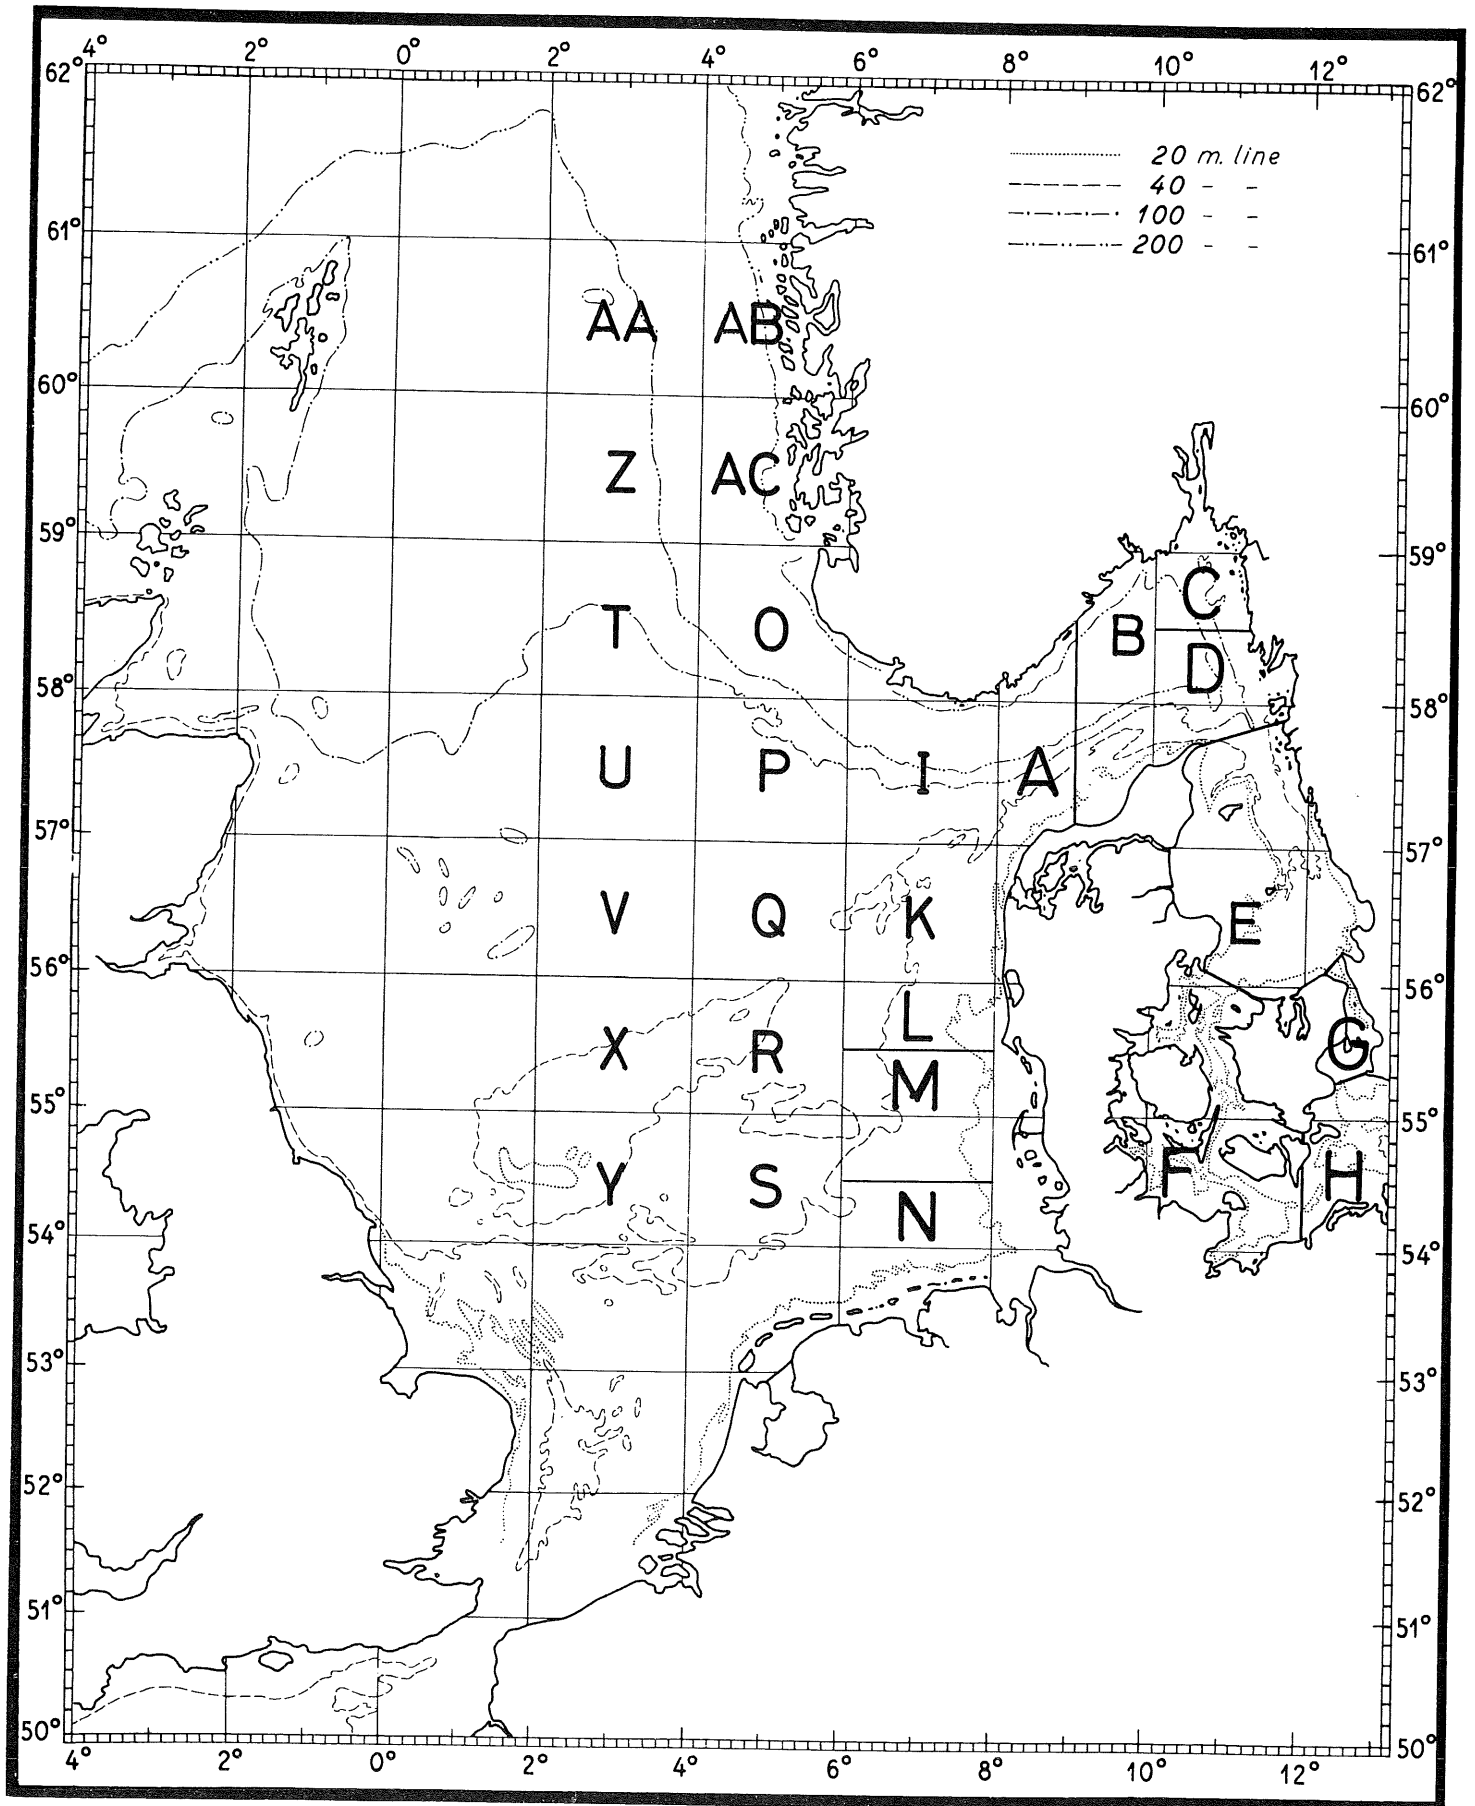 4° 2° 0° 2° 4° 6° 8° 10° 12°
62° 62°
20 m. line
40 - -
100 - -
200 - -
61° 61°
AA AB
60° 60°
Z AC
59° 59°
C
T O B
D
58° 58°
U P I A
57° 57°
V Q K E
56° 56°
L
X R G
M
55° 55°
Y S F H
N
54° 54°
53° 53°
52° 52°
51° 51°
50° 50°
4° 2° 0° 2° 4° 6° 8° 10° 12°